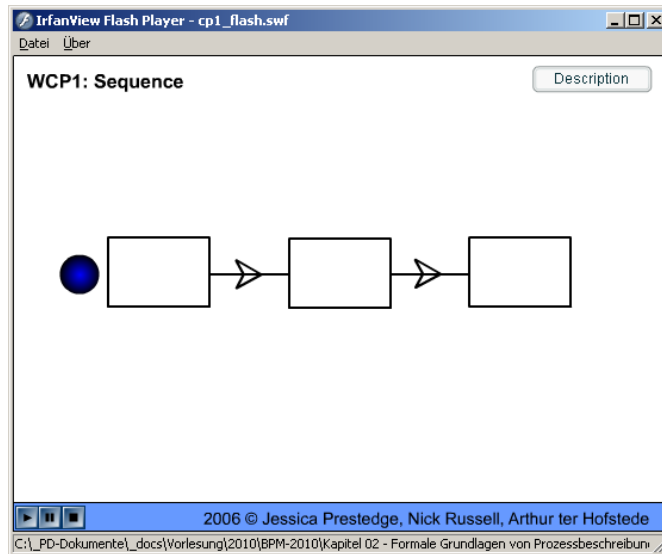 IrfanView Flash Player - cp1_flash.swf
Datei Über
WCP1: Sequence
Description
2006 © Jessica Prestedge, Nick Russell, Arthur ter Hofstede
C:\_PD-Dokumente\_docs\Vorlesung\2010\BPM-2010\Kapitel 02 - Formale Grundlagen von Prozessbeschreibun